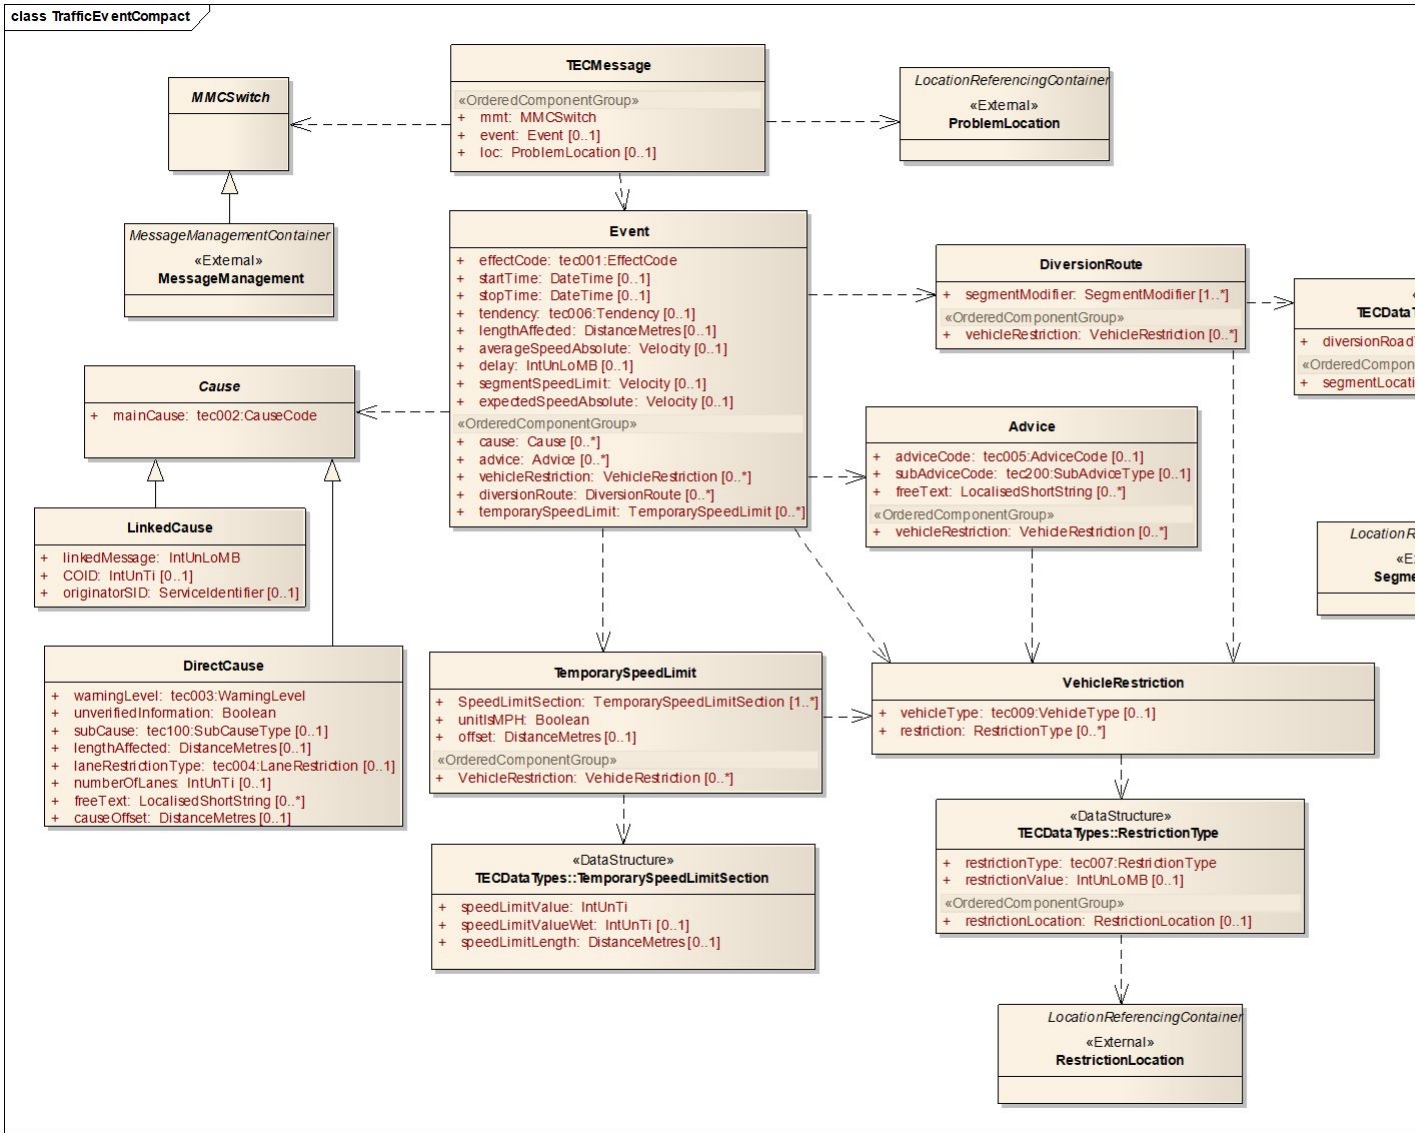 class TrafficEventCompact
TECMessage
«OrderedComponentGroup»
+ mmt: MMCSwitch
+ event: Event [0..1]
+ loc: ProblemLocation [0..1]
MMCSwitch
LocationReferencingContainer
«External»
ProblemLocation
MessageManagementContainer
«External»
MessageManagement
Event
+ effectCode: tec001:EffectCode
+ startTime: DateTime [0..1]
+ stopTime: DateTime [0..1]
+ tendency: tec006:Tendency [0..1]
+ lengthAffected: DistanceMetres [0..1]
+ averageSpeedAbsolute: Velocity [0..1]
+ delay: IntUnLoMB [0..1]
+ segmentSpeedLimit: Velocity [0..1]
+ expectedSpeedAbsolute: Velocity [0..1]
«OrderedComponentGroup»
+ cause: Cause [0..*]
+ advice: Advice [0..*]
+ vehicleRestriction: VehicleRestriction [0..*]
+ diversionRoute: DiversionRoute [0..*]
+ temporarySpeedLimit: TemporarySpeedLimit [0..*]
DiversionRoute
+ segmentModifier: SegmentModifier [1..*]
«OrderedComponentGroup»
+ vehicleRestriction: VehicleRestriction [0..*]
+ diversionRoad
«OrderedCompon
+ segmentLocati
Cause
+ mainCause: tec002:CauseCode
Advice
+ adviceCode: tec005:AdviceCode [0..1]
+ subAdviceCode: tec200:SubAdviceType [0..1]
+ freeText: LocalisedShortString [0..*]
«OrderedComponentGroup»
+ vehicleRestriction: VehicleRestriction [0..*]
LinkedCause
+ linkedMessage: IntUnLoMB
+ COID: IntUnTi [0..1]
+ originatorSID: ServiceIdentifier [0..1]
DirectCause
+ warningLevel: tec003:WarningLevel
+ unverifiedInformation: Boolean
+ subCause: tec100:SubCauseType [0..1]
+ lengthAffected: DistanceMetres [0..1]
+ laneRestrictionType: tec004:LaneRestriction [0..1]
+ numberOfLanes: IntUnTi [0..1]
+ freeText: LocalisedShortString [0..*]
+ causeOffset: DistanceMetres [0..1]
TemporarySpeedLimit
+ SpeedLimitSection: TemporarySpeedLimitSection [1..*]
+ unitIsMPH: Boolean
+ offset: DistanceMetres [0..1]
«OrderedComponentGroup»
+ VehicleRestriction: VehicleRestriction [0..*]
VehicleRestriction
+ vehicleType: tec009:VehicleType [0..1]
+ restriction: RestrictionType [0..*]
«DataStructure»
TECDataTypes::TemporarySpeedLimitSection
+ speedLimitValue: IntUnTi
+ speedLimitValueWet: IntUnTi [0..1]
+ speedLimitLength: DistanceMetres [0..1]
«DataStructure»
TECDataTypes::RestrictionType
+ restrictionType: tec007:RestrictionType
+ restrictionValue: IntUnLoMB [0..1]
«OrderedComponentGroup»
+ restrictionLocation: RestrictionLocation [0..1]
LocationReferencingContainer
«External»
RestrictionLocation